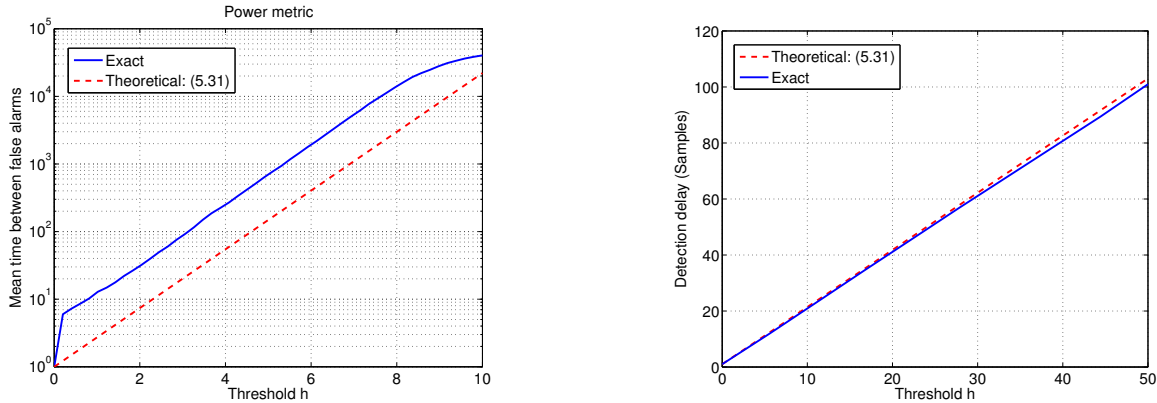 Power metric
10^5
10^4
10^3
10^2
10^1
10^0
Mean time between false alarms
Exact
Theoretical: (5.31)
0 2 4 6 8 10
Threshold h
120
100
80
60
40
20
0
Detection delay (Samples)
Theoretical: (5.31)
Exact
0 10 20 30 40 50
Threshold h